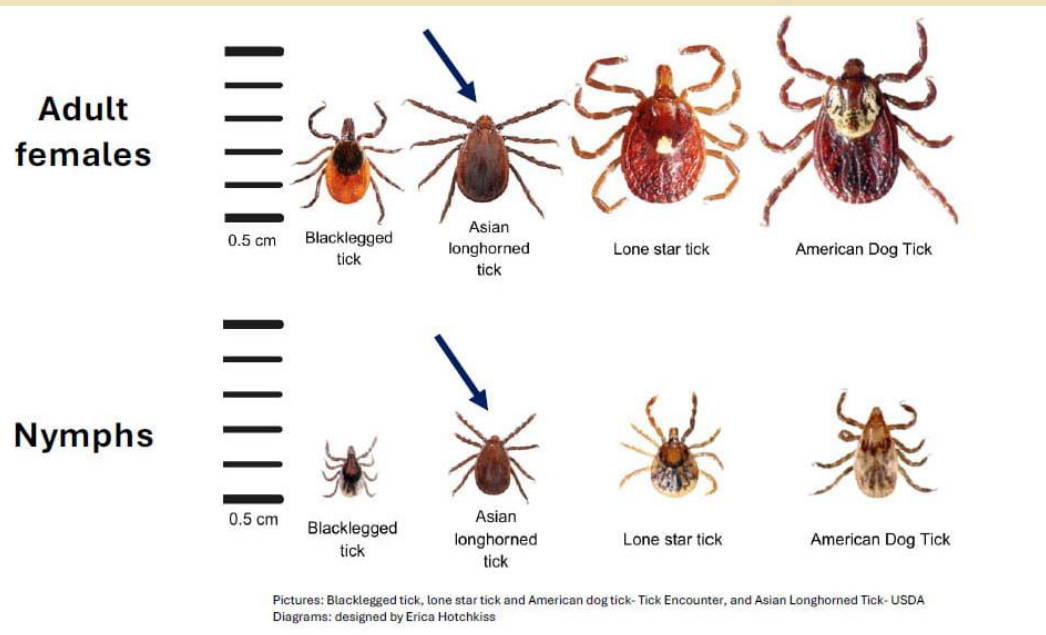 Adult
females
0.5 cm
Blacklegged
tick
Asian
longhorned
tick
Lone star tick
American Dog Tick
Nymphs
0.5 cm
Blacklegged
tick
Asian
longhorned
tick
Lone star tick
American Dog Tick
Pictures: Blacklegged tick, lone star tick and American dog tick- Tick Encounter, and Asian Longhorned Tick- USDA
Diagrams: designed by Erica Hotchkiss